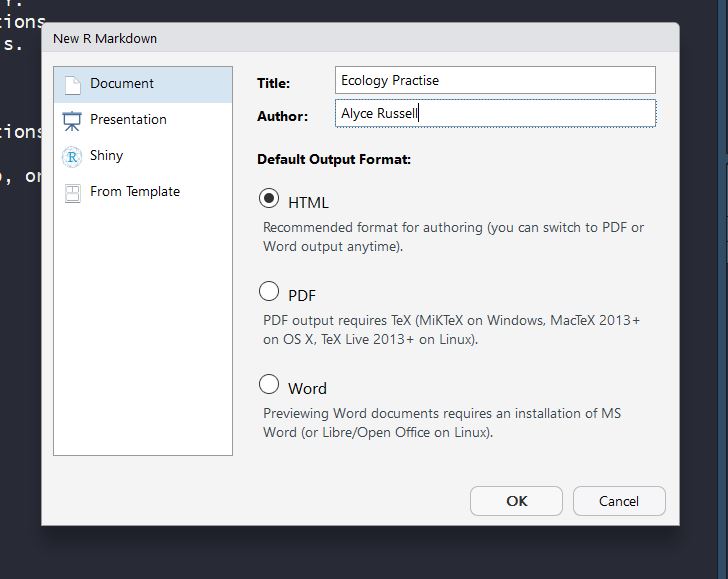 Y.
tions
s.
New R Markdown
Document
Presentation
Shiny
From Template
tions
o, or
Title:
Ecology Practise
Author:
Alyce Russell
Default Output Format:
HTML
Recommended format for authoring (you can switch to PDF or
Word output anytime).
PDF
PDF output requires TeX (MiKTeX on Windows, MacTeX 2013+
on OS X, TeX Live 2013+ on Linux).
Word
Previewing Word documents requires an installation of MS
Word (or Libre/Open Office on Linux).
OK
Cancel